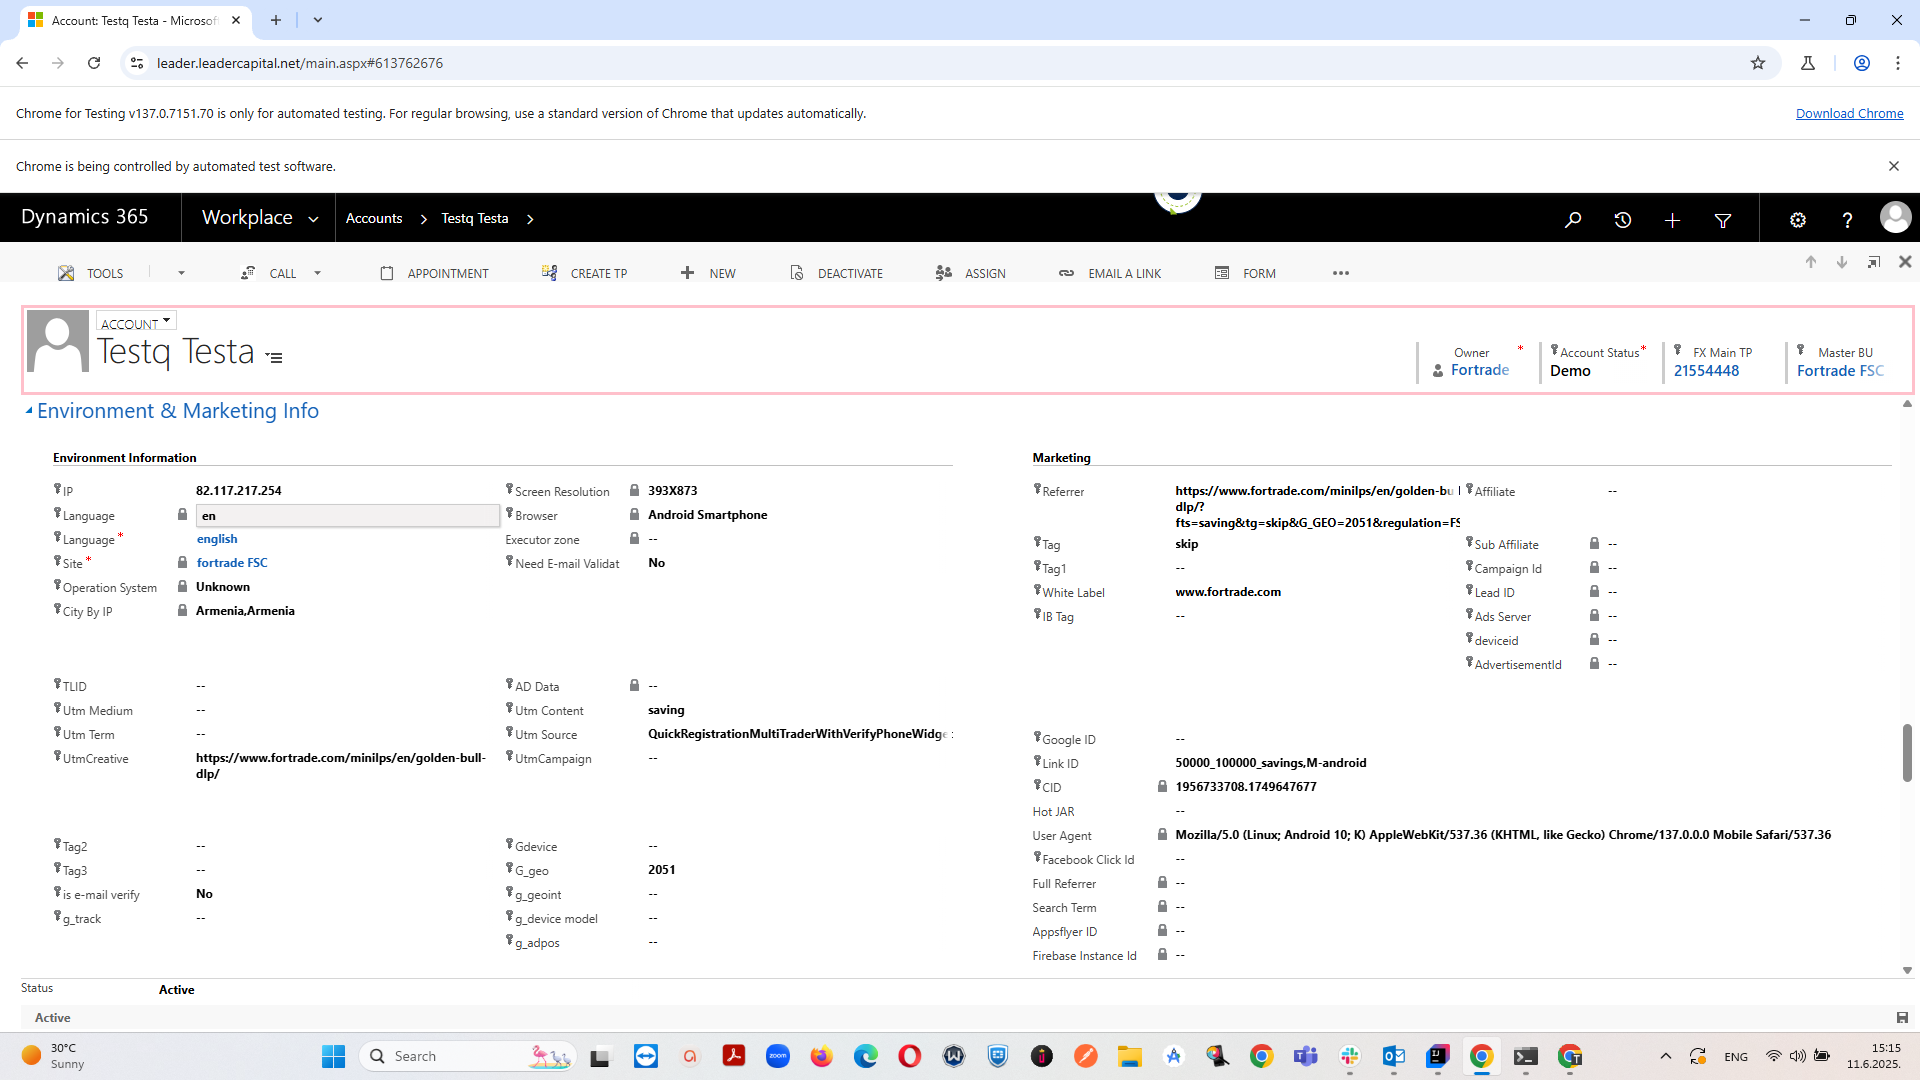 Account: Testq Testa - Microsof
leader.leadercapital.net/main.aspx#613762676
Chrome for Testing v137.0.7151.70 is only for automated testing. For regular browsing, use a standard version of Chrome that updates automatically.
Download Chrome
Chrome is being controlled by automated test software.
Dynamics 365
Workplace
Accounts
Testq Testa
TOOLS
CALL
APPOINTMENT
CREATE TP
NEW
DEACTIVATE
ASSIGN
EMAIL A LINK
FORM
ACCOUNT
Testq Testa
Owner *
Fortrade
Account Status *
Demo
FX Main TP
21554448
Master BU
Fortrade FSC
Environment & Marketing Info
Environment Information
IP 82.117.217.254
Language en
Language * english
Site * fortrade FSC
Operation System Unknown
City By IP Armenia,Armenia
Screen Resolution 393X873
Browser Android Smartphone
Executor zone --
Need E-mail Validat No
TLID --
Utm Medium --
Utm Term --
UtmCreative https://www.fortrade.com/minilps/en/golden-bull-
dlp/
AD Data --
Utm Content saving
Utm Source QuickRegistrationMultiTraderWithVerifyPhoneWidge
UtmCampaign --
Tag2 --
Tag3 --
is e-mail verify No
g_track --
Gdevice --
G_geo 2051
g_geoint --
g_device model --
g_adpos --
Marketing
Referrer https://www.fortrade.com/minilps/en/golden-bu
dlp/?
fts=saving&tg=skip&G_GEO=2051&regulation=FS
Tag skip
Tag1 --
White Label www.fortrade.com
IB Tag --
Affiliate --
Sub Affiliate --
Campaign Id --
Lead ID --
Ads Server --
deviceid --
AdvertisementId --
Google ID --
Link ID 50000_100000_savings,M-android
CID 1956733708.1749647677
Hot JAR --
User Agent Mozilla/5.0 (Linux; Android 10; K) AppleWebKit/537.36 (KHTML, like Gecko) Chrome/137.0.0.0 Mobile Safari/537.36
Facebook Click Id --
Full Referrer --
Search Term --
Appsflyer ID --
Firebase Instance Id --
Status Active
Active
30°C
Sunny
Search
zoom
ENG
15:15
11.6.2025.